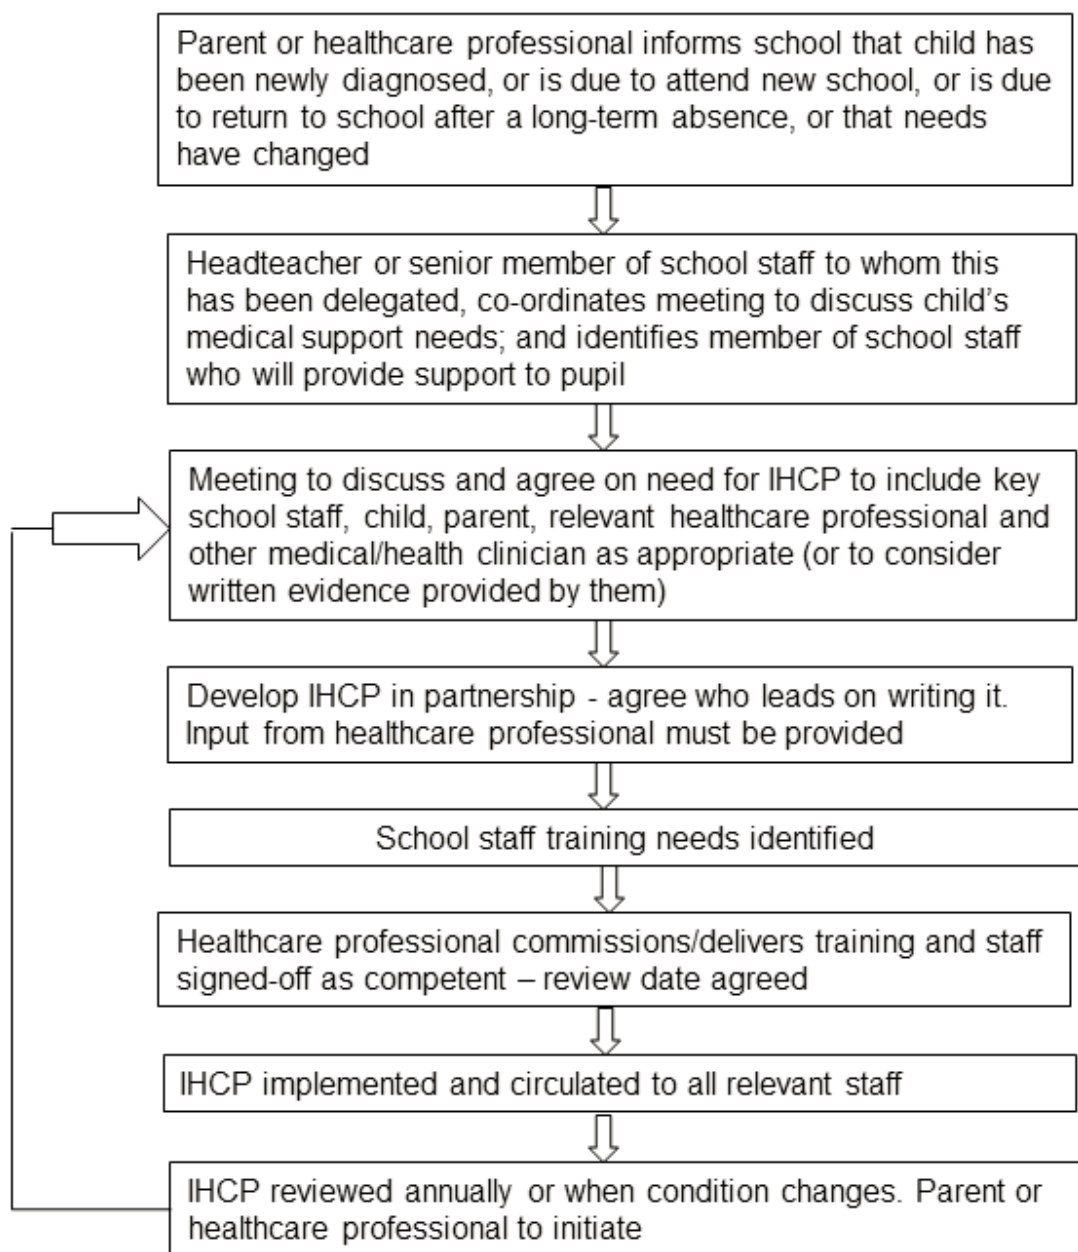 Parent or healthcare professional informs school that child has
been newly diagnosed, or is due to attend new school, or is due
to return to school after a long-term absence, or that needs
have changed
Headteacher or senior member of school staff to whom this
has been delegated, co-ordinates meeting to discuss child's
medical support needs; and identifies member of school staff
who will provide support to pupil
Meeting to discuss and agree on need for IHCP to include key
school staff, child, parent, relevant healthcare professional and
other medical/health clinician as appropriate (or to consider
written evidence provided by them)
Develop IHCP in partnership - agree who leads on writing it.
Input from healthcare professional must be provided
School staff training needs identified
Healthcare professional commissions/delivers training and staff
signed-off as competent – review date agreed
IHCP implemented and circulated to all relevant staff
IHCP reviewed annually or when condition changes. Parent or
healthcare professional to initiate